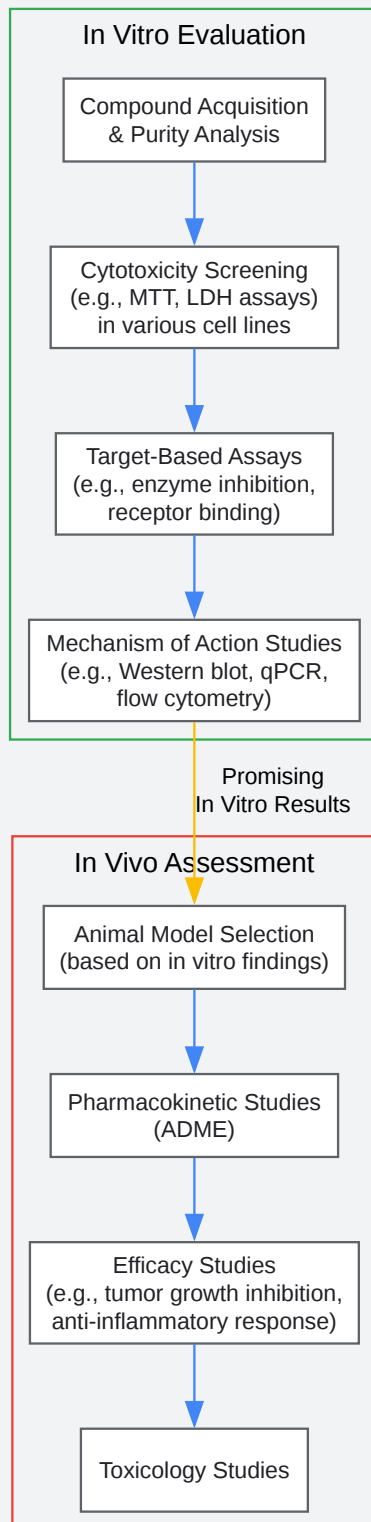 In Vitro Evaluation
Compound Acquisition
& Purity Analysis
Cytotoxicity Screening
(e.g., MTT, LDH assays)
in various cell lines
Target-Based Assays
(e.g., enzyme inhibition,
receptor binding)
Mechanism of Action Studies
(e.g., Western blot, qPCR,
flow cytometry)
Promising
In Vitro Results
In Vivo Assessment
Animal Model Selection
(based on in vitro findings)
Pharmacokinetic Studies
(ADME)
Efficacy Studies
(e.g., tumor growth inhibition,
anti-inflammatory response)
Toxicology Studies